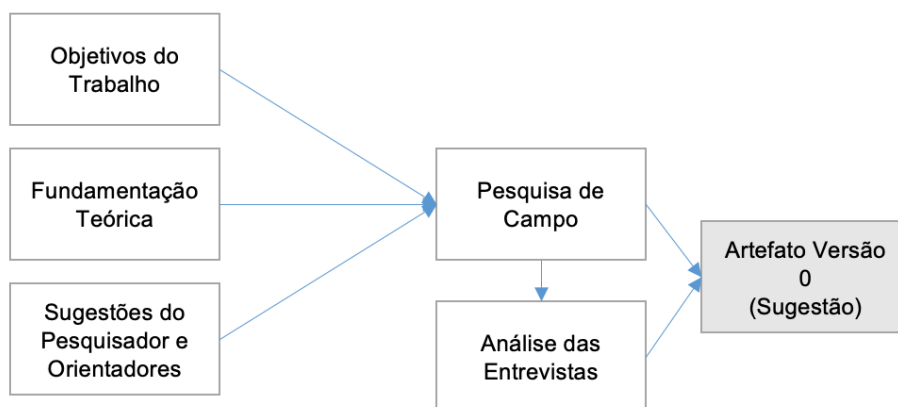 Objetivos do
Trabalho
Fundamentação
Teórica
Sugestões do
Pesquisador e
Orientadores
Pesquisa de
Campo
Análise das
Entrevistas
Artefato Versão
0
(Sugestão)